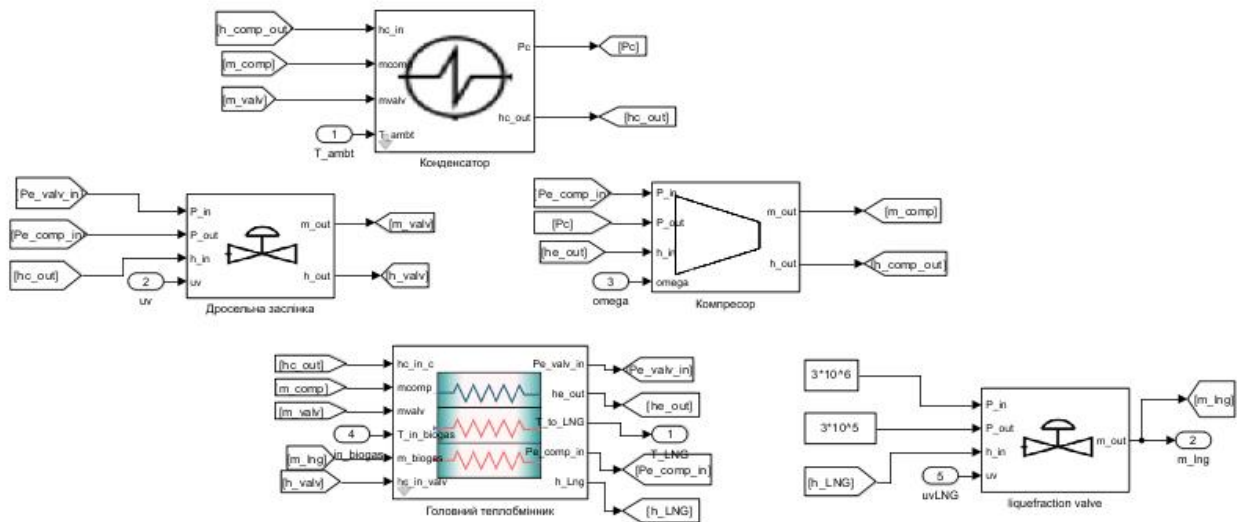 [h_comp_out]
[m_comp]
[m_valv]
1
T_ambt
hc_in
mcomp
mvalv
T_ambt
Pc
hc_out
[Pc]
[hc_out]
Конденсатор
[Pe_valv_in]
[Pe_comp_in]
[hc_out]
2
uv
P_in
P_out
h_in
uv
m_out
h_out
[m_valv]
[h_valv]
Дросельна заслінка
[Pe_comp_in]
[Pc]
[he_out]
3
omega
P_in
P_out
h_in
omega
m_out
h_out
[m_comp]
[h_comp_out]
Компресор
[hc_out]
m_comp]
[m_valv]
4
in_biogas
[m_lng]
[h_valv]
hc_in_c
mcomp
mvalv
T_in_biogas
m_biogas
hc_in_valv
Pe_valv_in
he_out
T_to_LNG
Pe_comp_in
h_Lng
[Pe_valv_in]
[he_out]
1
T_LNG
[Pe_comp_in]
[h_LNG]
Головний теплобмінник
3*10^6
3*10^5
[h_LNG]
5
uvLNG
P_in
P_out
h_in
uv
m_out
[m_lng]
2
m_lng
liquefraction valve